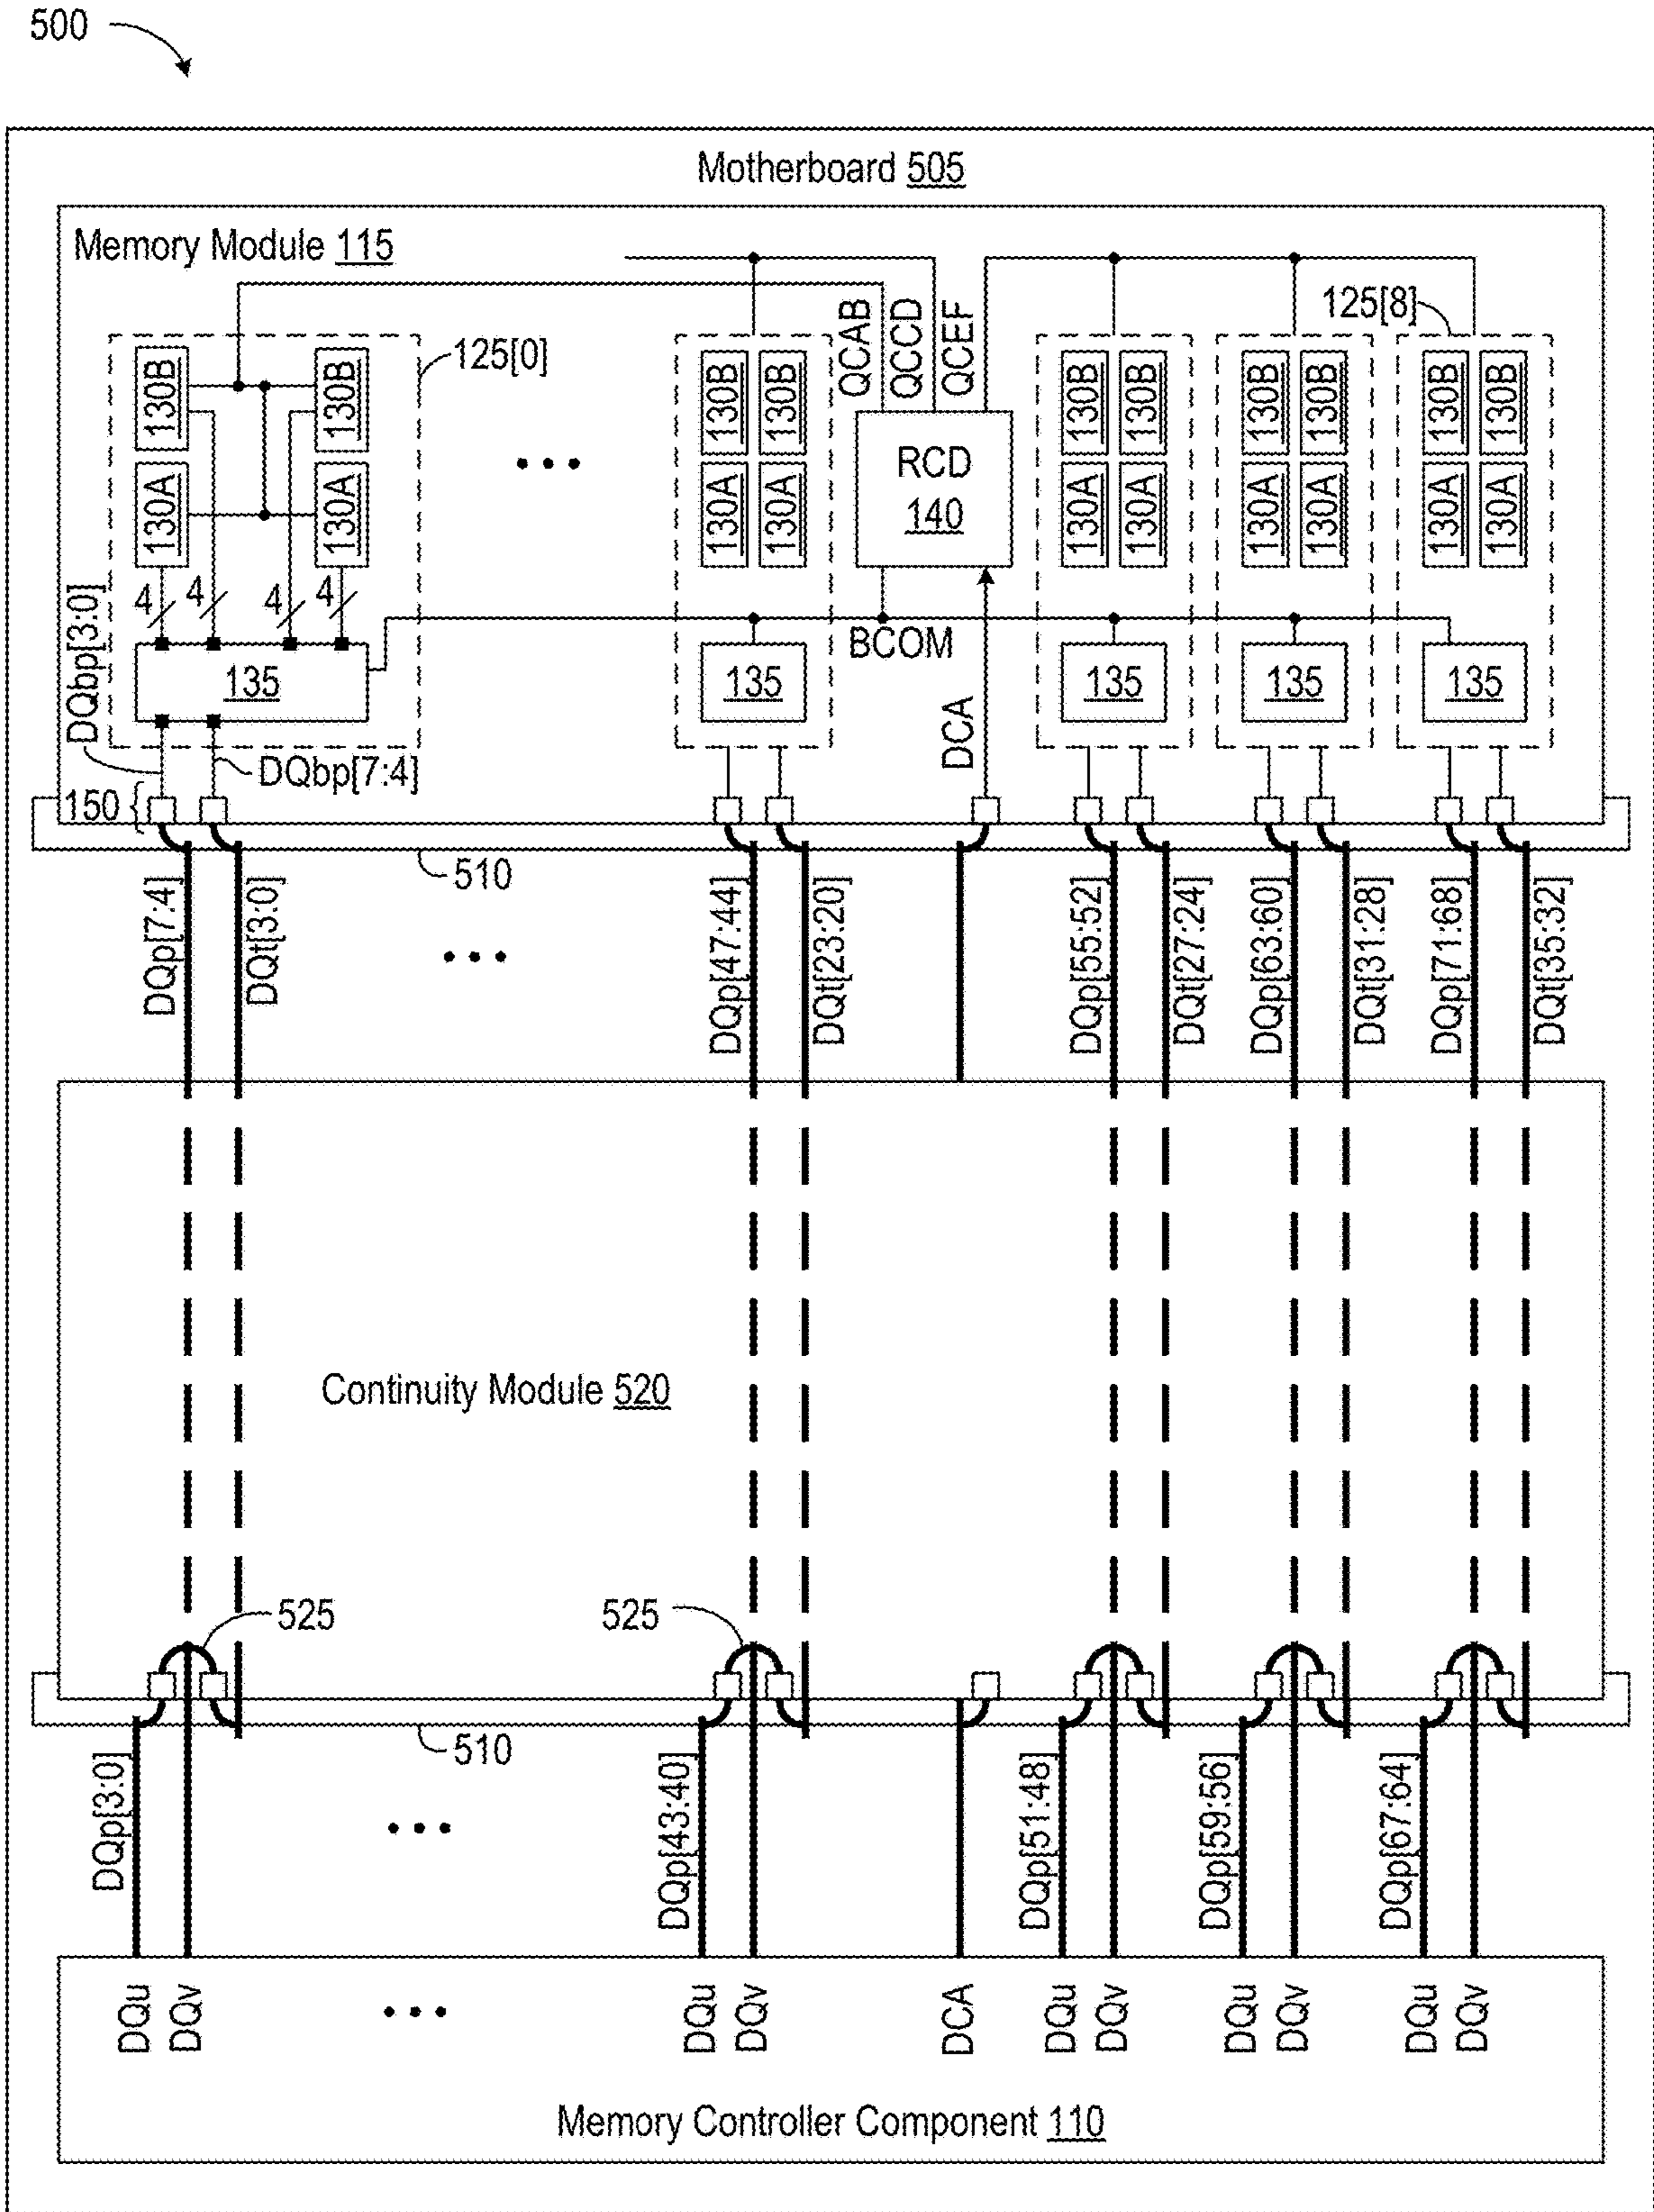 500
Motherboard 505
Memory Module 115
125[0]
125[8]
QCAB
QCCD
QCEF
130B
130B
130B
130B
130B
130B
130B
130B
130B
130B
130A
130A
130A
130A
130A
130A
130A
130A
130A
130A
RCD
140
4
4
4
4
DQbp[3:0]
BCOM
135
135
135
135
135
DCA
DQbp[7:4]
150
510
DQp[7:4]
DQt[3:0]
DQp[47:44]
DQt[23:20]
DQp[55:52]
DQt[27:24]
DQp[63:60]
DQt[31:28]
DQp[71:68]
DQt[35:32]
Continuity Module 520
525
525
510
DQp[3:0]
DQp[43:40]
DQp[51:48]
DQp[59:56]
DQp[67:64]
DQu
DQv
DQu
DQv
DCA
DQu
DQv
DQu
DQv
DQu
DQv
Memory Controller Component 110